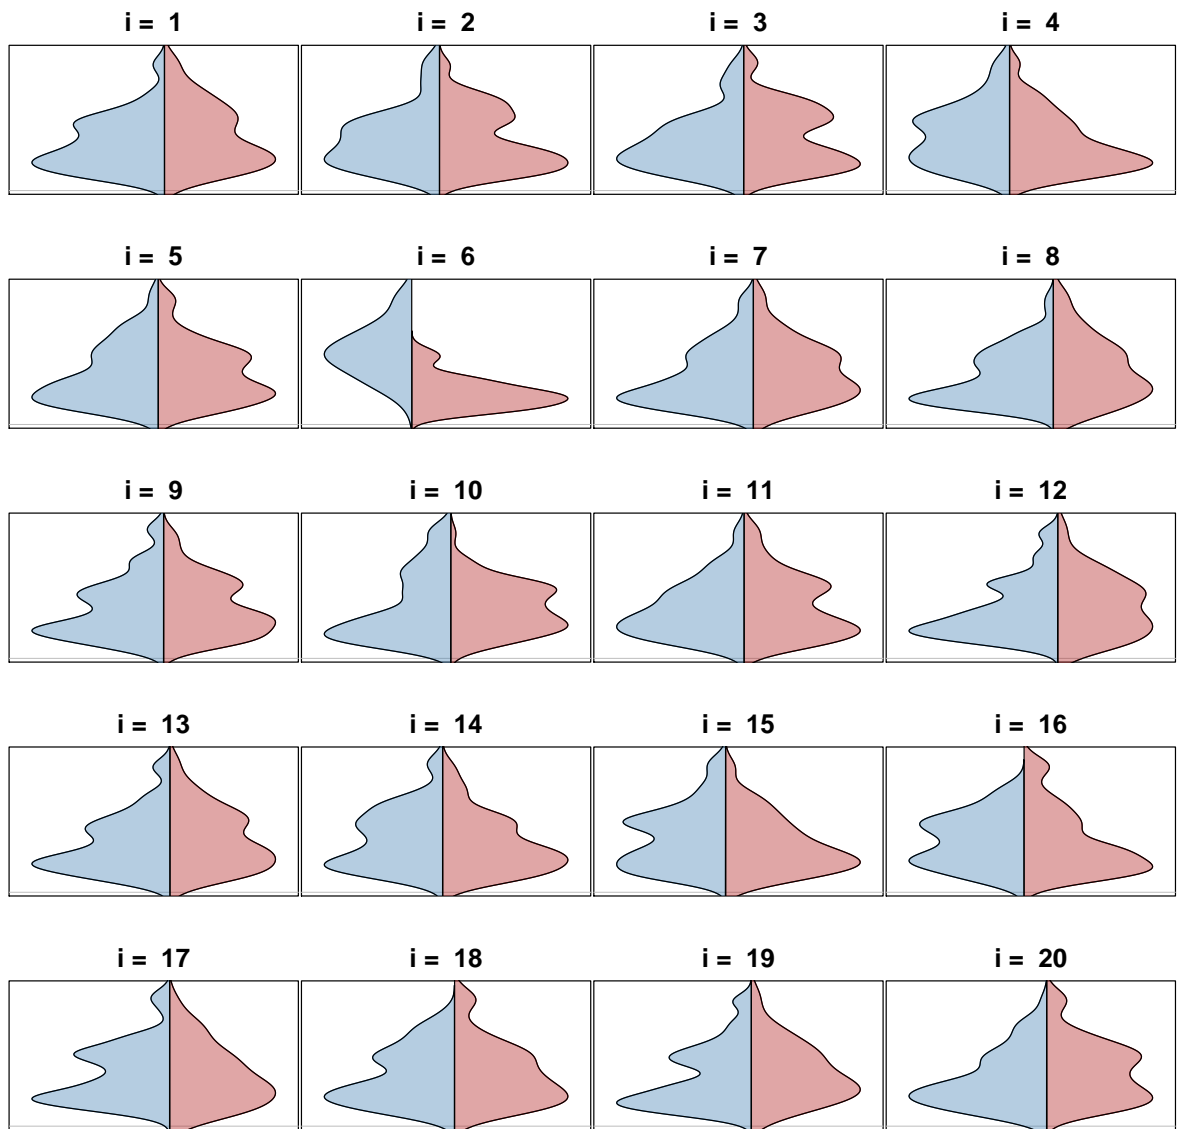 i = 1 i = 2 i = 3 i = 4
i = 5 i = 6 i = 7 i = 8
i = 9 i = 10 i = 11 i = 12
i = 13 i = 14 i = 15 i = 16
i = 17 i = 18 i = 19 i = 20